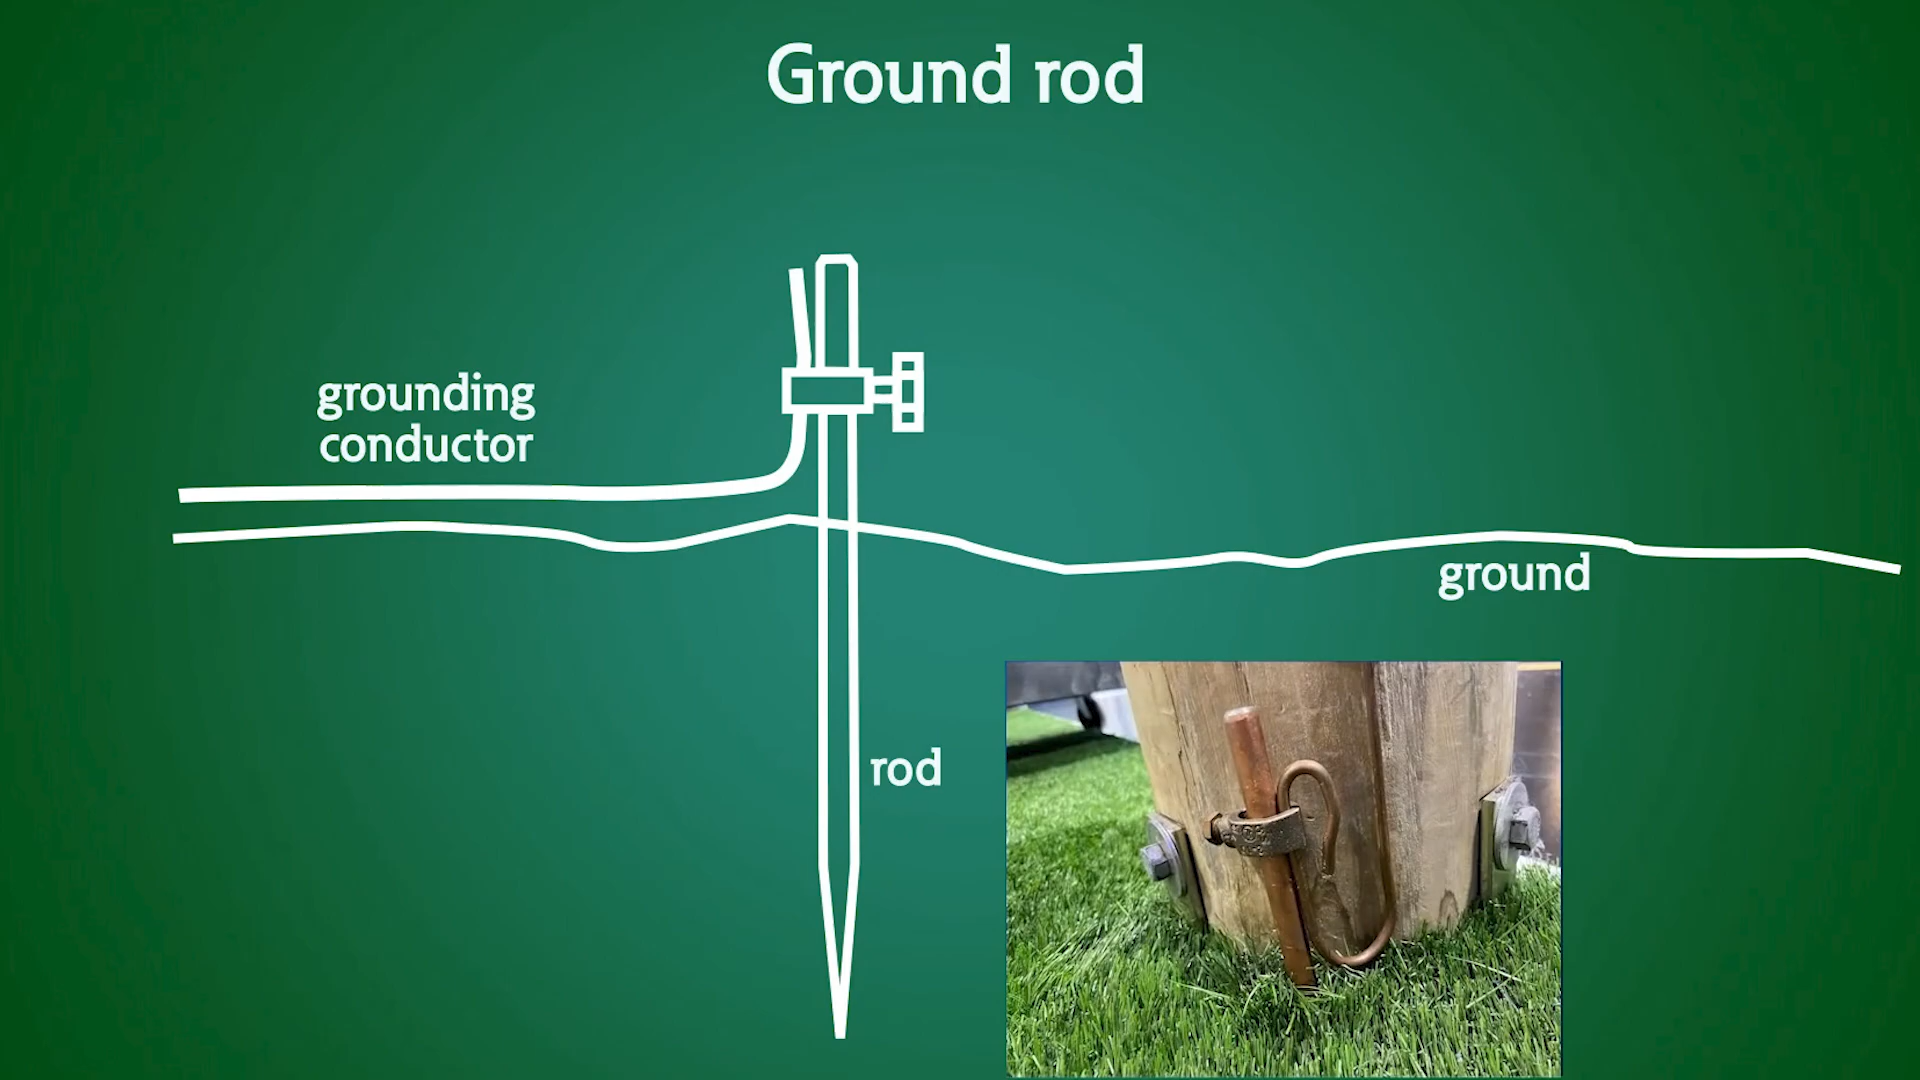 Ground rod
grounding
conductor
ground
rod